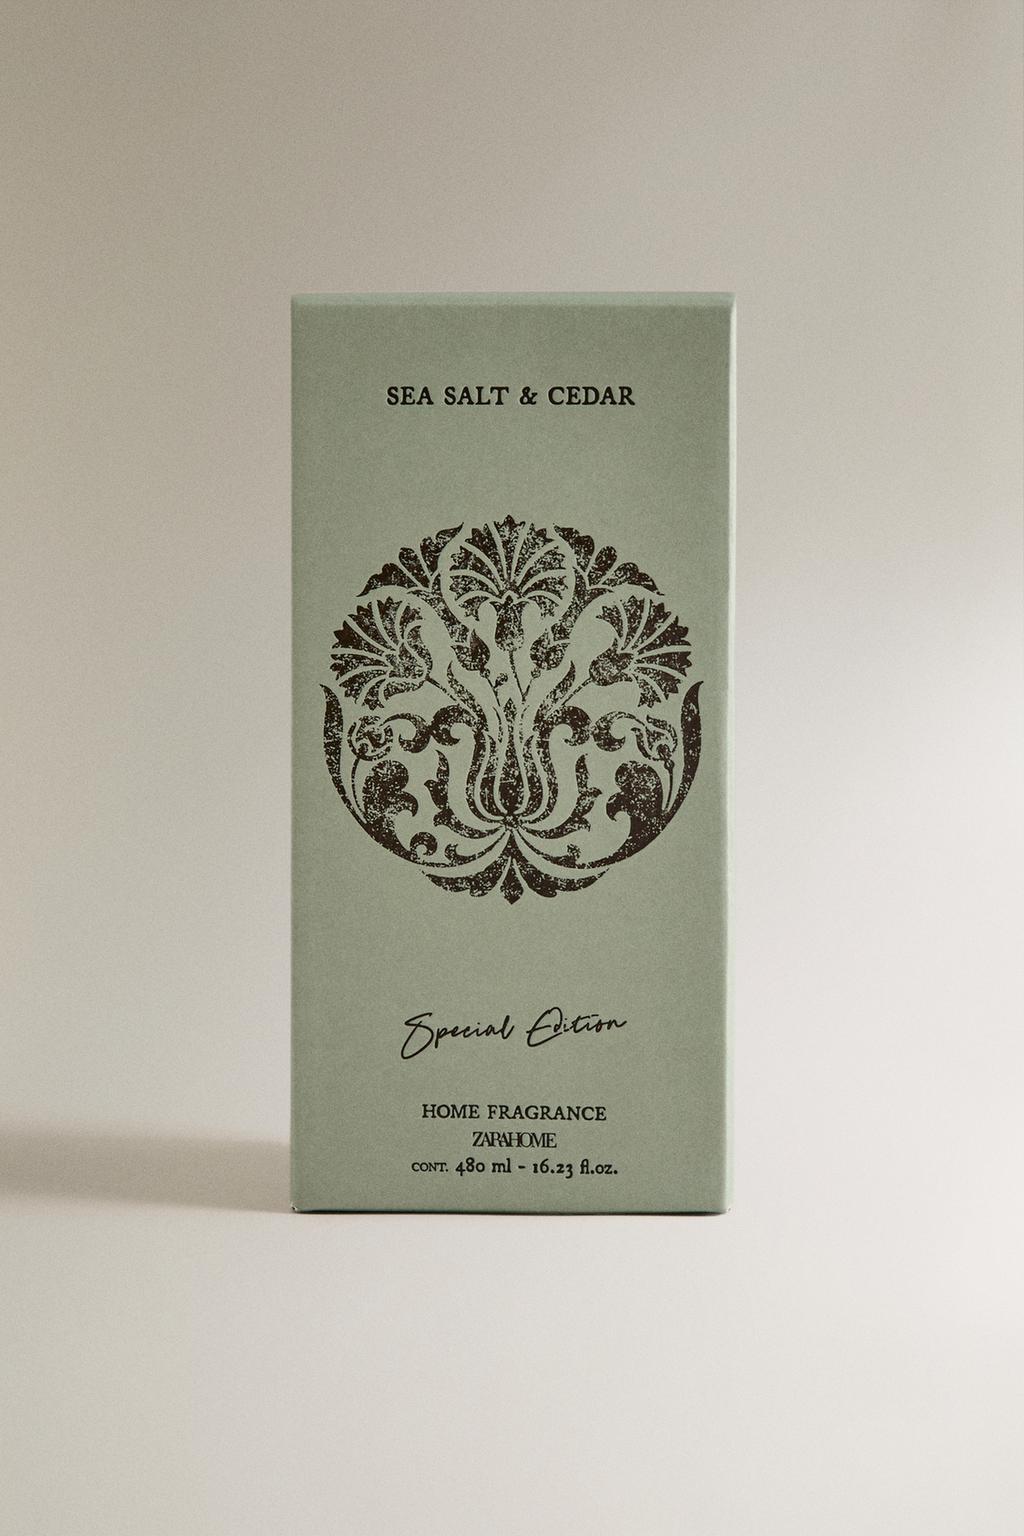 SEA SALT & CEDAR
Special Edition
HOME FRAGRANCE
ZARAHOME
CONT. 480 ml - 16.23 fl.oz.